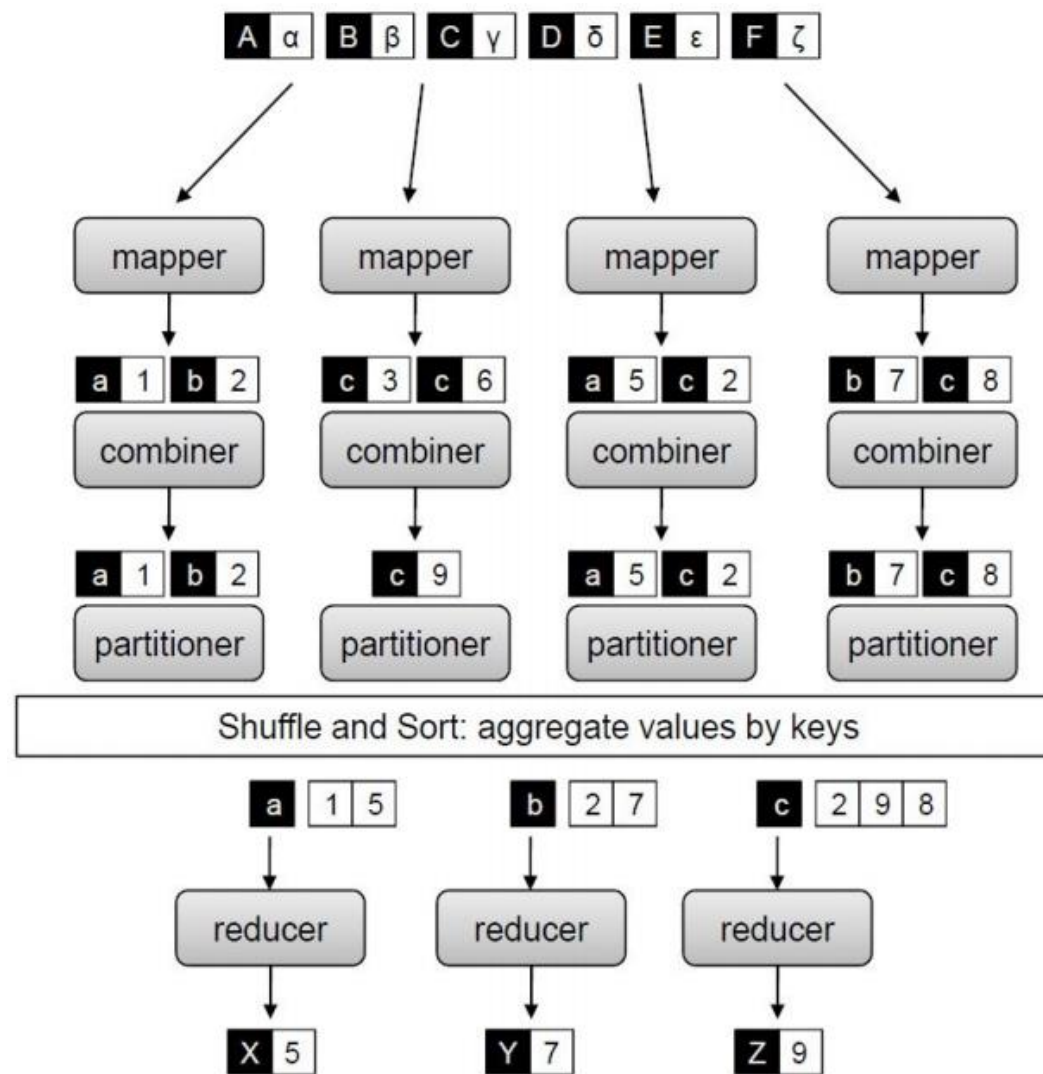 A α B β C γ D δ E ε F ζ
mapper mapper mapper mapper
a 1 b 2 c 3 c 6 a 5 c 2 b 7 c 8
combiner combiner combiner combiner
a 1 b 2 c 9 a 5 c 2 b 7 c 8
partitioner partitioner partitioner partitioner
Shuffle and Sort: aggregate values by keys
a 1 5 b 2 7 c 2 9 8
reducer reducer reducer
X 5 Y 7 Z 9